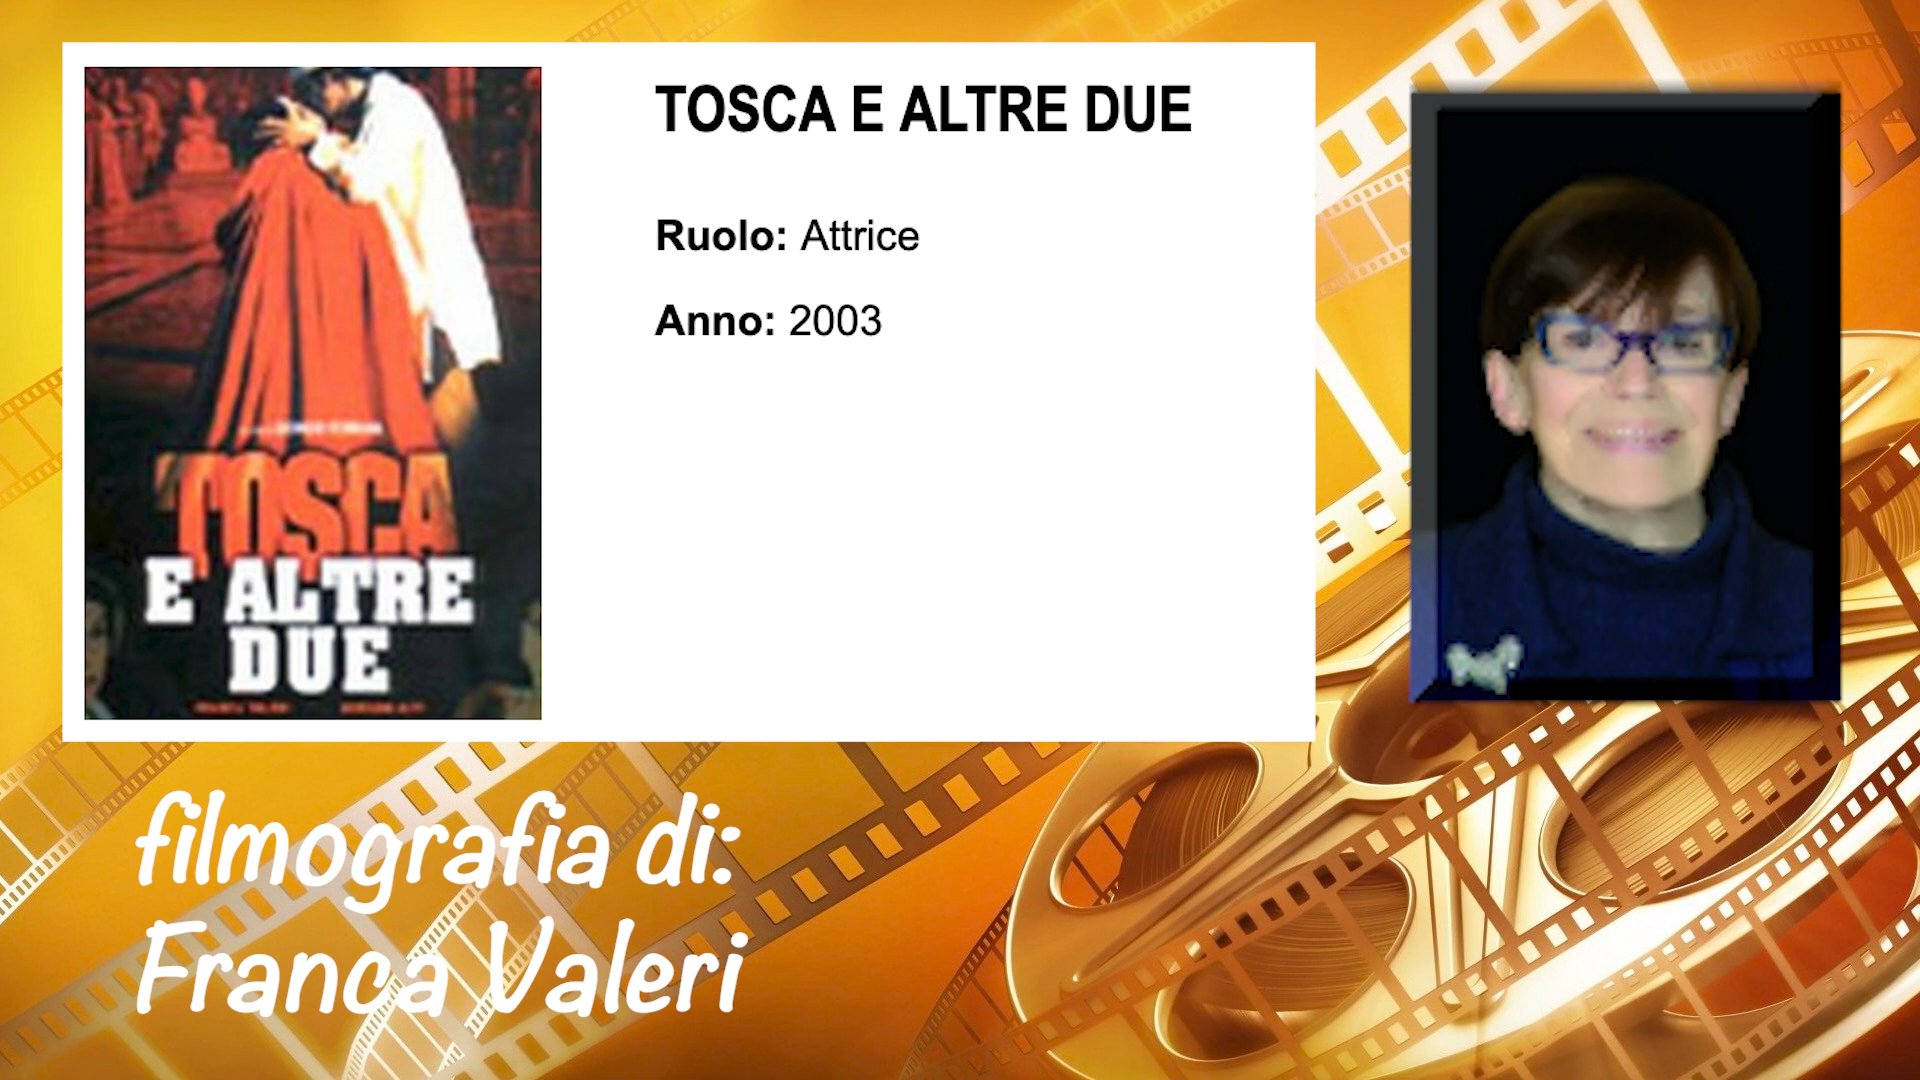 TOSCA E ALTRE DUE
Ruolo: Attrice
Anno: 2003
TOSCA
E ALTRE
DUE
filmografia di:
Franca Valeri